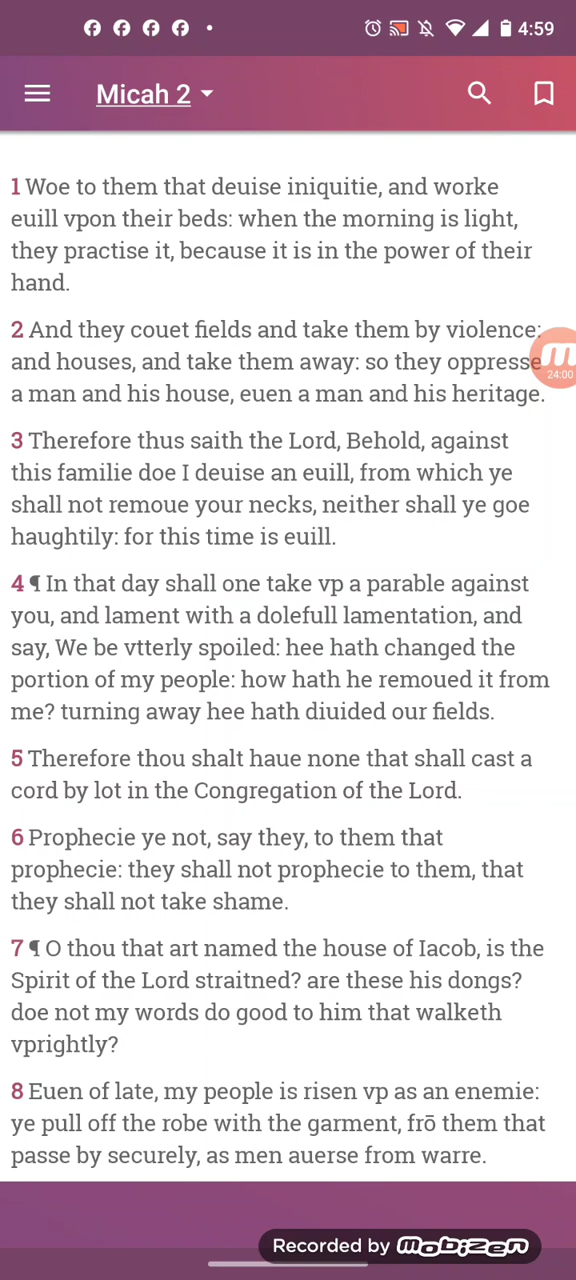 4:59
Micah 2
1 Woe to them that deuise iniquitie, and worke
euill vpon their beds: when the morning is light,
they practise it, because it is in the power of their
hand.
2 And they couet fields and take them by violence:
and houses, and take them away: so they oppresse
a man and his house, euen a man and his heritage.
24:00
3 Therefore thus saith the Lord, Behold, against
this familie doe I deuise an euill, from which ye
shall not remoue your necks, neither shall ye goe
haughtily: for this time is euill.
4 ¶ In that day shall one take vp a parable against
you, and lament with a dolefull lamentation, and
say, We be vtterly spoiled: hee hath changed the
portion of my people: how hath he remoued it from
me? turning away hee hath diuided our fields.
5 Therefore thou shalt haue none that shall cast a
cord by lot in the Congregation of the Lord.
6 Prophecie ye not, say they, to them that
prophecie: they shall not prophecie to them, that
they shall not take shame.
7 ¶ O thou that art named the house of Iacob, is the
Spirit of the Lord straitned? are these his dongs?
doe not my words do good to him that walketh
vprightly?
8 Euen of late, my people is risen vp as an enemie:
ye pull off the robe with the garment, frō them that
passe by securely, as men auerse from warre.
Recorded by mobizen